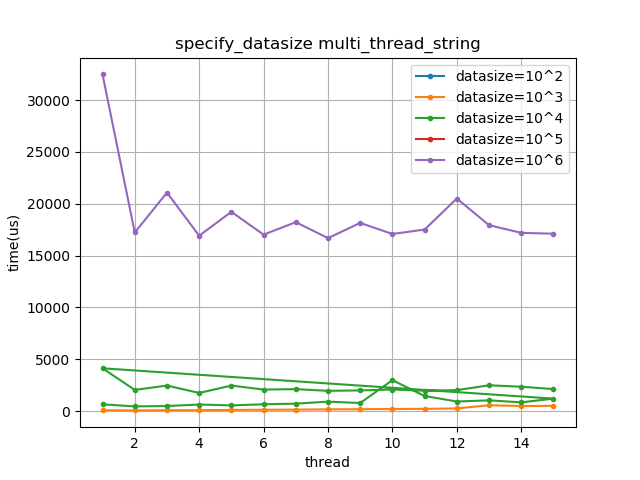 specify_datasize multi_thread_string
datasize=10^2
datasize=10^3
datasize=10^4
datasize=10^5
datasize=10^6
time(us)
30000
25000
20000
15000
10000
5000
0
2 4 6 8 10 12 14
thread